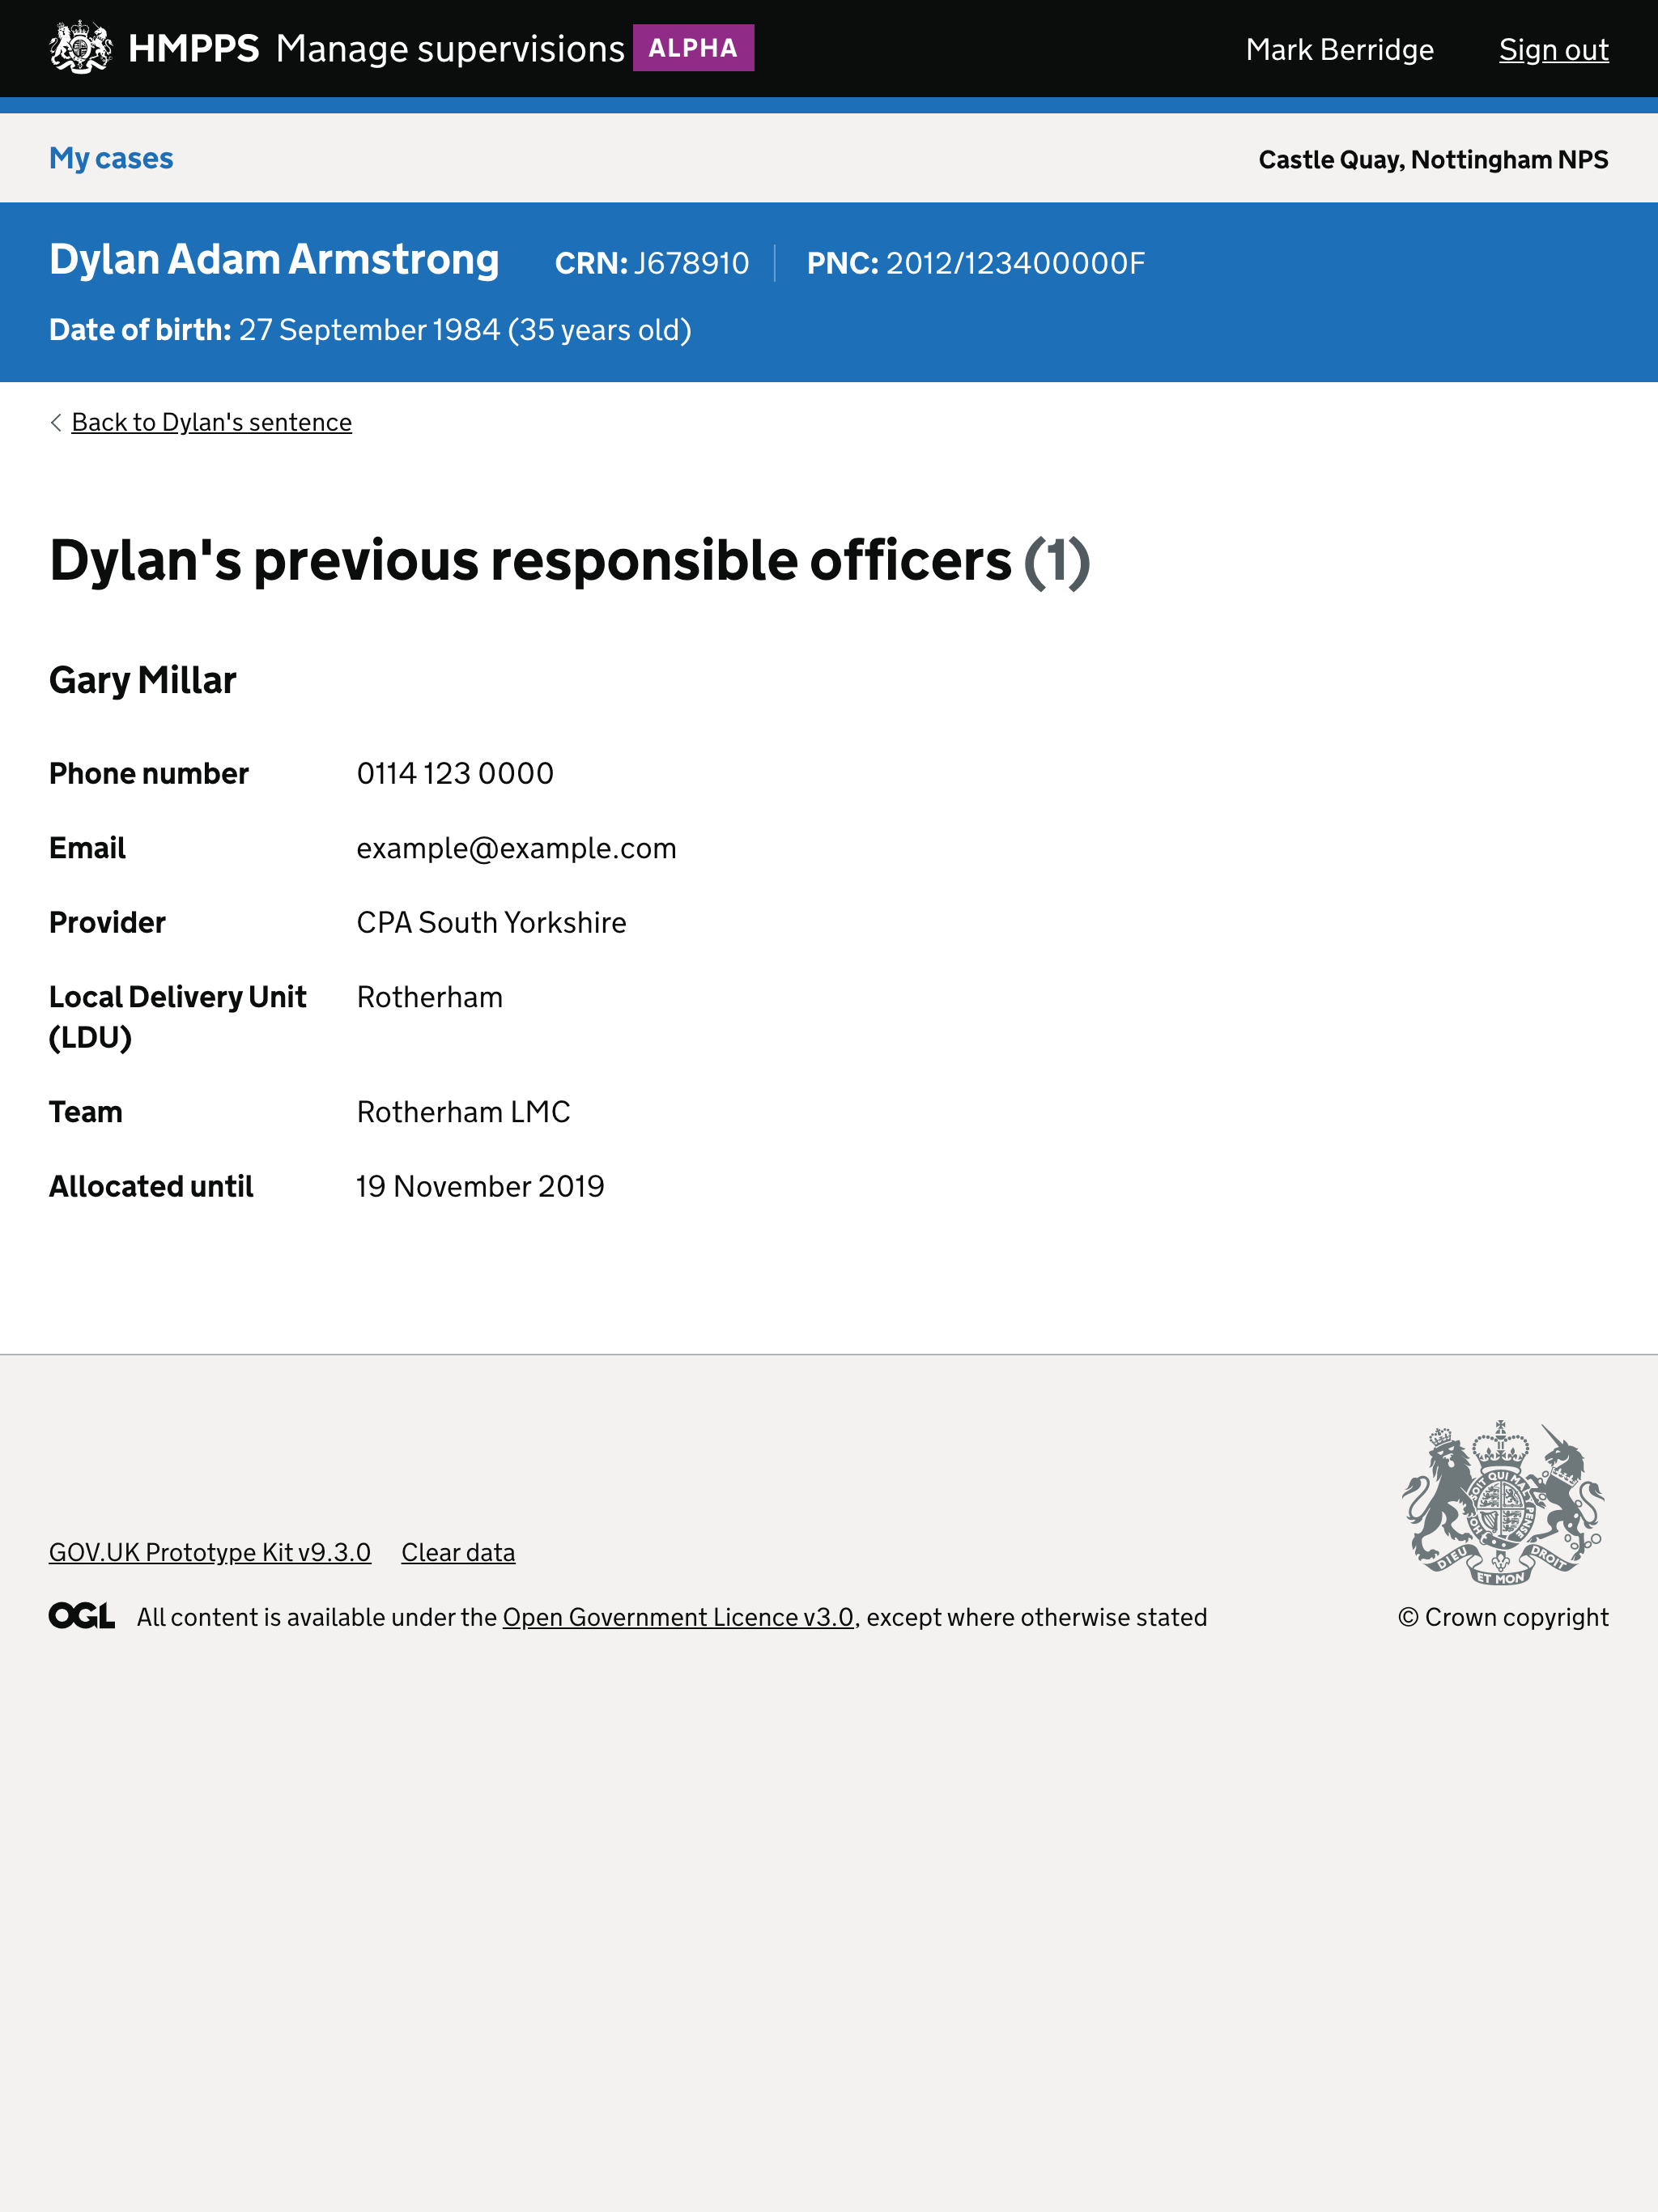 HMPPS Manage supervisions ALPHA Mark Berridge Sign out
My cases Castle Quay, Nottingham NPS
Dylan Adam Armstrong CRN: J678910 PNC: 2012/123400000F
Date of birth: 27 September 1984 (35 years old)
Back to Dylan's sentence
Dylan's previous responsible officers (1)
Gary Millar
Phone number 0114 123 0000
Email example@example.com
Provider CPA South Yorkshire
Local Delivery Unit Rotherham
(LDU)
Team Rotherham LMC
Allocated until 19 November 2019
SOIT QUI MAL PENSE HON
DIEU ET MON DROIT
GOV.UK Prototype Kit v9.3.0 Clear data
OGL All content is available under the Open Government Licence v3.0, except where otherwise stated © Crown copyright